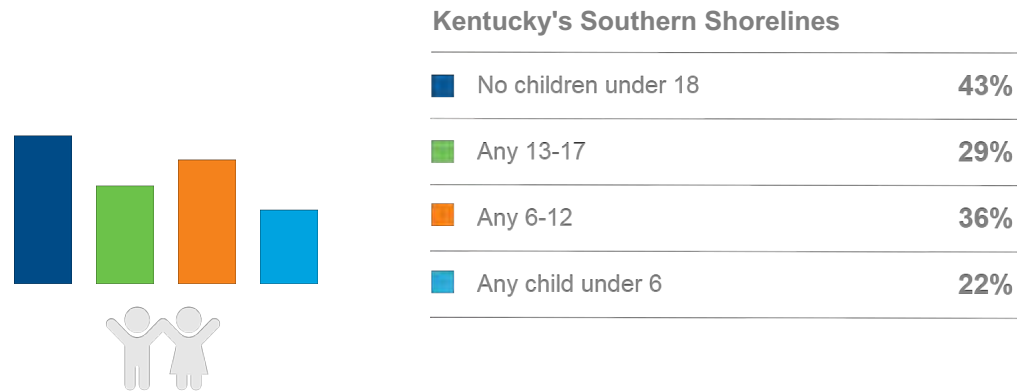 Kentucky's Southern Shorelines
No children under 18 43%
Any 13-17 29%
Any 6-12 36%
Any child under 6 22%